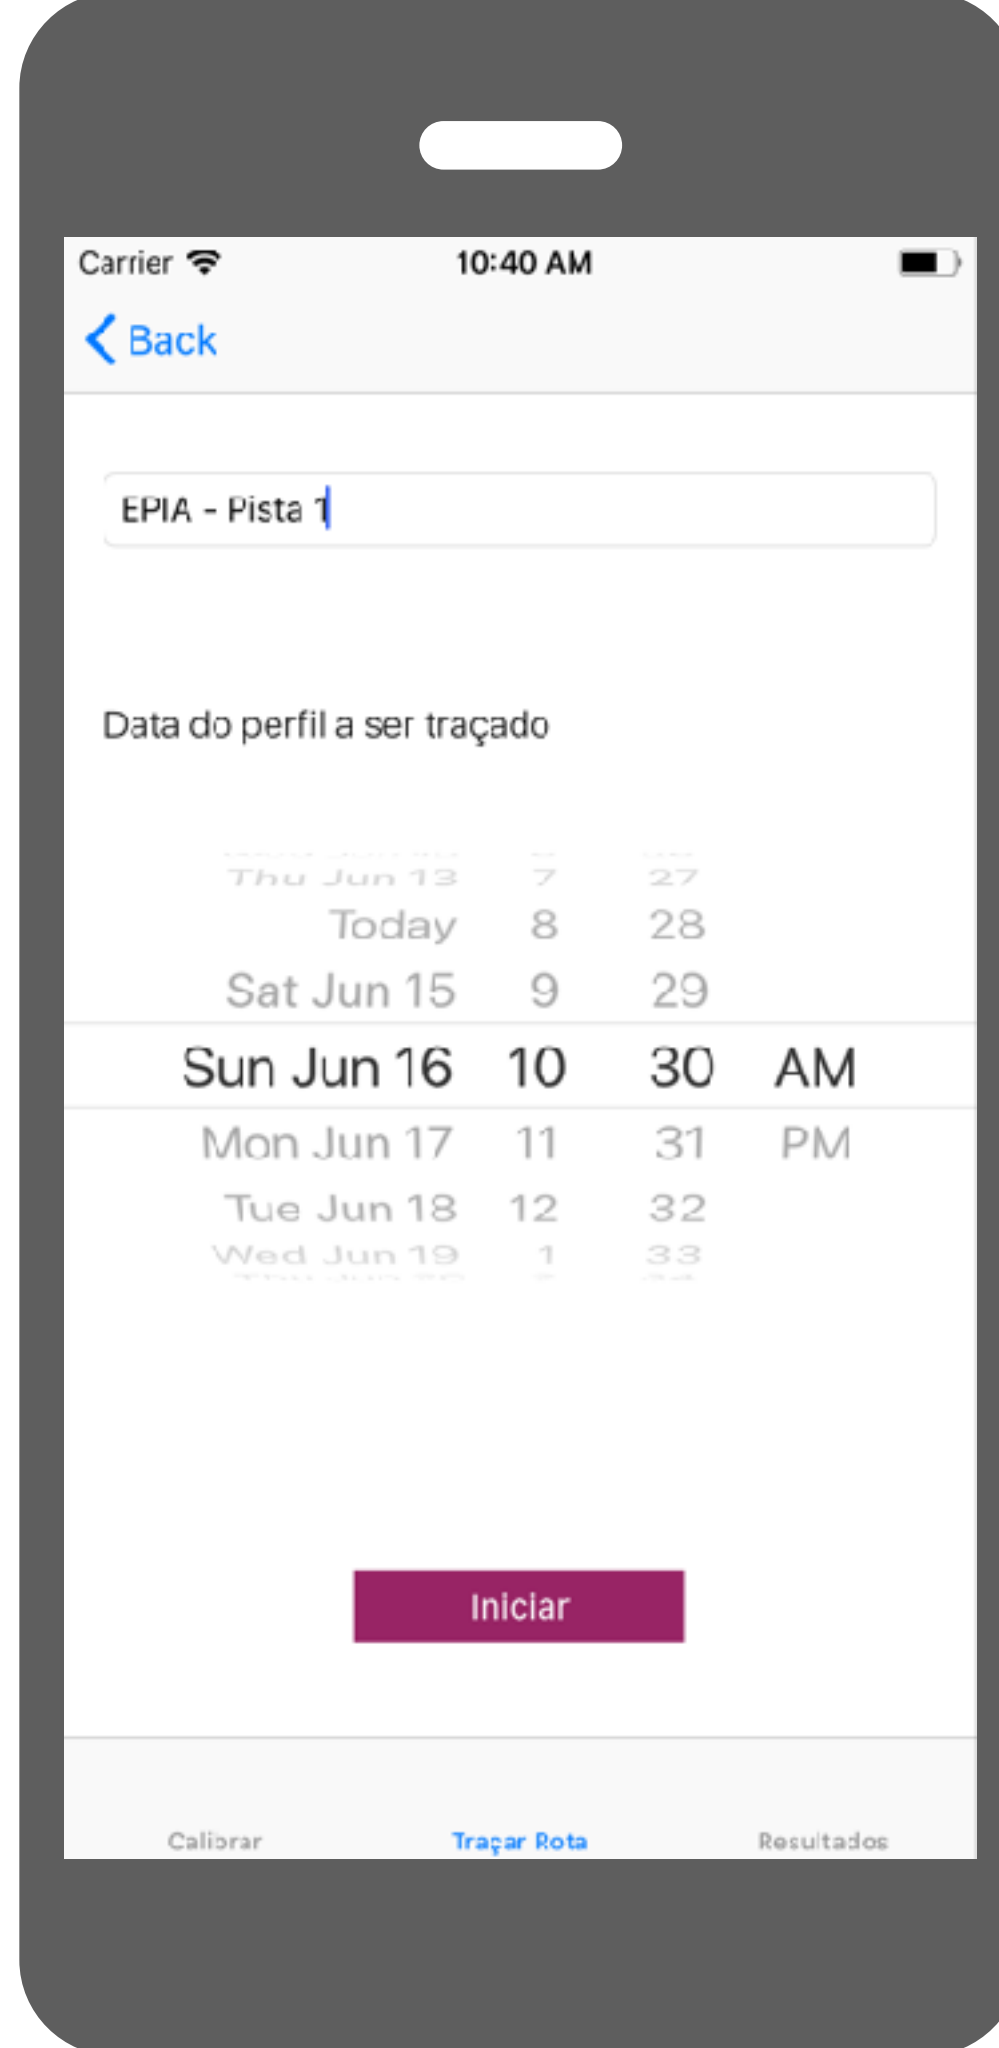 Carrier 10:40 AM
Back
EPIA - Pista 1
Data do perfil a ser traçado
Thu Jun 13 7 27
Today 8 28
Sat Jun 15 9 29
Sun Jun 16 10 30 AM
Mon Jun 17 11 31 PM
Tue Jun 18 12 32
Wed Jun 19 1 33
Iniciar
Calibrar Traçar Rota Resultados